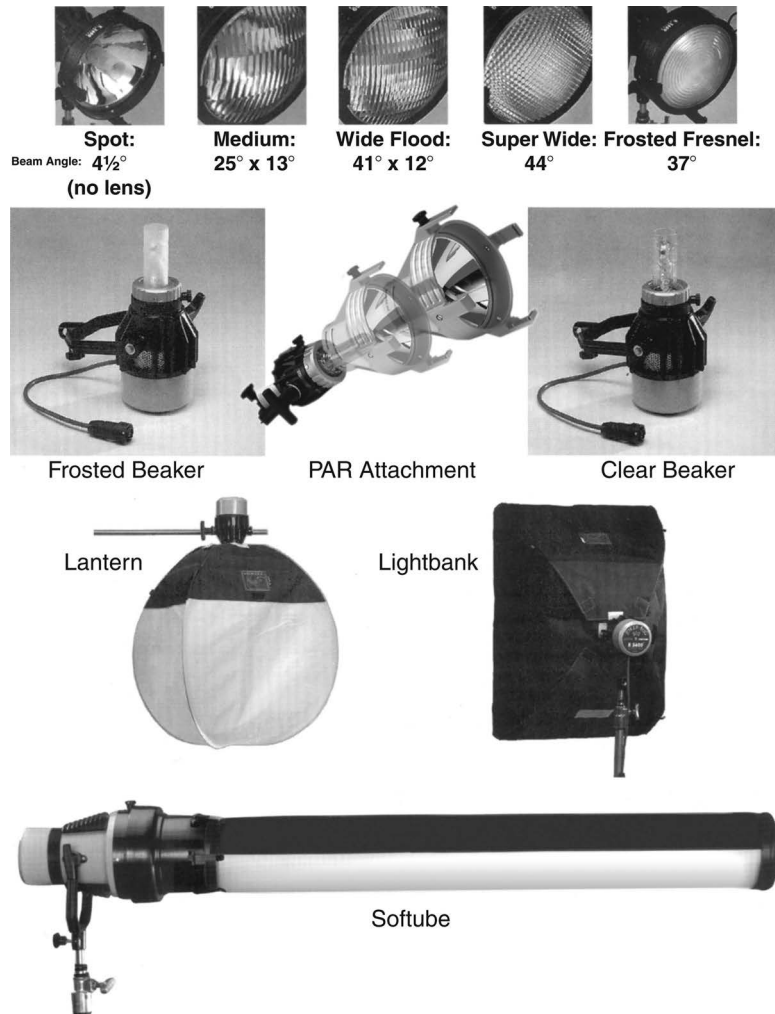 Spot:
Medium:
Wide Flood:
Super Wide:
Frosted Fresnel:
Beam Angle:
4½°
25° x 13°
41° x 12°
44°
37°
(no lens)
Frosted Beaker
PAR Attachment
Clear Beaker
Lantern
Lightbank
Softube